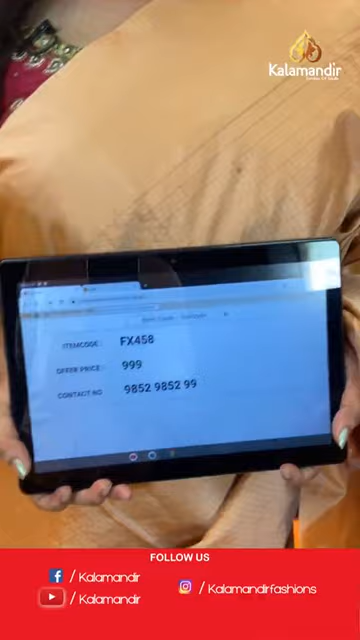 Kalamandir
ITEMCODE : FX458
OFFER PRICE : 999
CONTACT NO 9852 9852 99
FOLLOW US
/ Kalamandir
/ Kalamandirfashions
/ Kalamandir